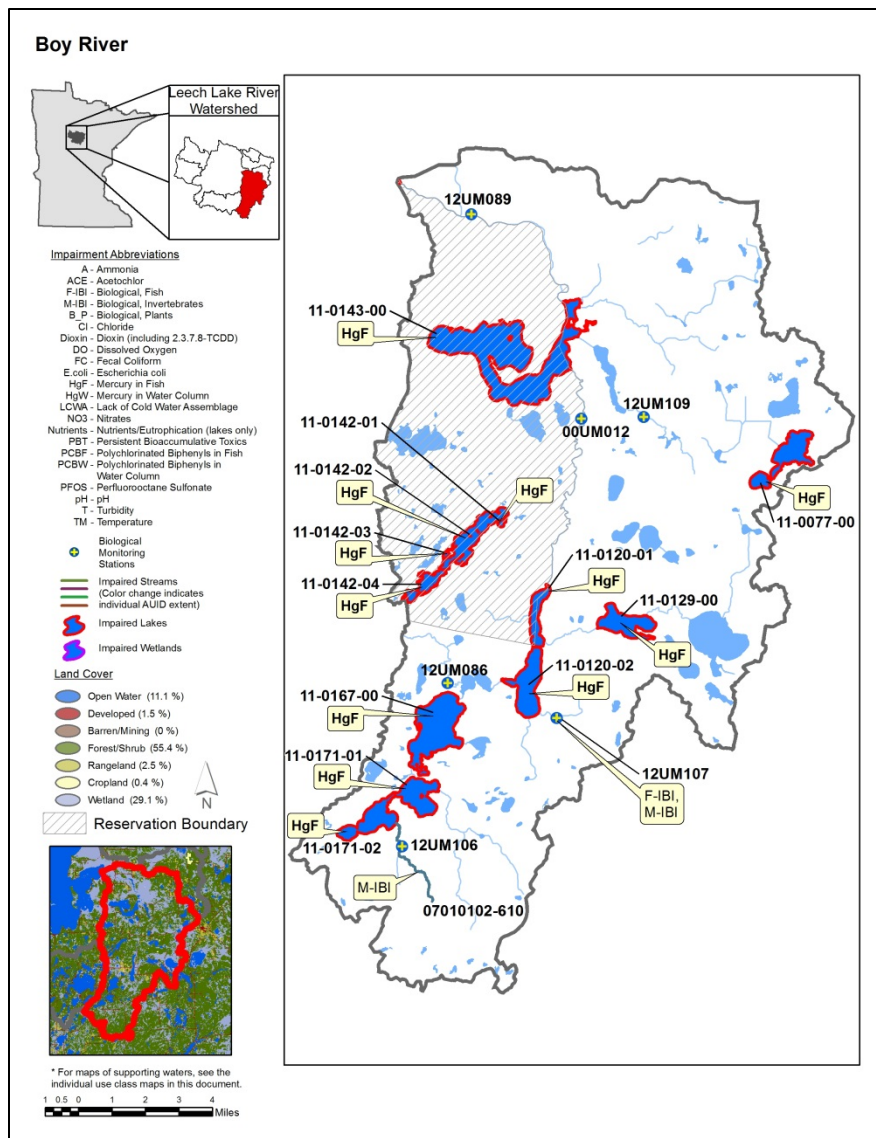 Boy River
Leech Lake River
Watershed
Impairment Abbreviations
A - Ammonia
ACE - Acetochlor
F-IBI - Biological, Fish
M-IBI - Biological, Invertebrates
B_P - Biological, Plants
Cl - Chloride
Dioxin - Dioxin (including 2.3.7.8-TCDD)
DO - Dissolved Oxygen
FC - Fecal Coliform
E.coli - Escherichia coli
HgF - Mercury in Fish
HgW - Mercury in Water Column
LCWA - Lack of Cold Water Assemblage
NO3 - Nitrates
Nutrients - Nutrients/Eutrophication (lakes only)
PBT - Persistent Bioaccumulative Toxics
PCBF - Polychlorinated Biphenyls in Fish
PCBW - Polychlorinated Biphenyls in
Water Column
PFOS - Perfluorooctane Sulfonate
pH - pH
T - Turbidity
TM - Temperature
Biological
Monitoring
Stations
Impaired Streams
(Color change indicates
individual AUID extent)
Impaired Lakes
Impaired Wetlands
Land Cover
Open Water (11.1 %)
Developed (1.5 %)
Barren/Mining (0 %)
Forest/Shrub (55.4 %)
Rangeland (2.5 %)
Cropland (0.4 %)
Wetland (29.1 %)
N
Reservation Boundary
* For maps of supporting waters, see the
individual use class maps in this document.
1 0.5 0 1 2 3 4
Miles
12UM089
11-0143-00
HgF
12UM109
00UM012
11-0142-01
HgF
11-0142-02
HgF
HgF
11-0077-00
11-0142-03
HgF
11-0142-04
HgF
11-0120-01
HgF
11-0129-00
HgF
12UM086
11-0120-02
HgF
11-0167-00
HgF
12UM107
F-IBI,
M-IBI
11-0171-01
HgF
HgF
11-0171-02
12UM106
M-IBI
07010102-610